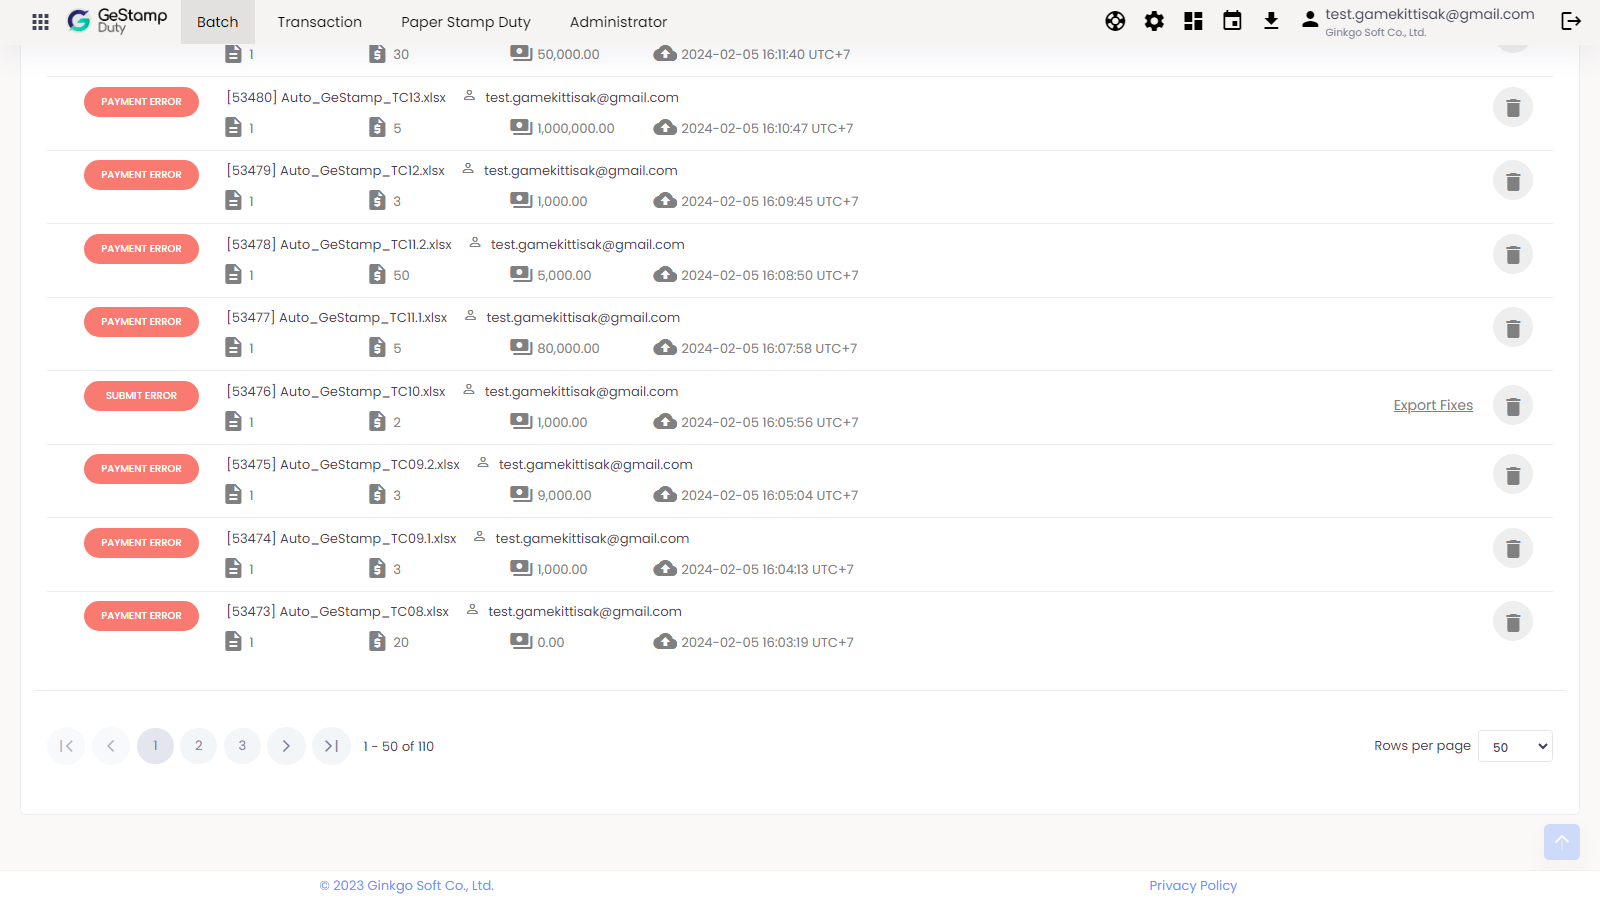 GeStamp Duty Batch Transaction Paper Stamp Duty Administrator test.gamekittisak@gmail.com
Ginkgo Soft Co., Ltd.
1 30 50,000.00 2024-02-05 16:11:40 UTC+7
PAYMENT ERROR [53480] Auto_GeStamp_TC13.xlsx test.gamekittisak@gmail.com
1 5 1,000,000.00 2024-02-05 16:10:47 UTC+7
PAYMENT ERROR [53479] Auto_GeStamp_TC12.xlsx test.gamekittisak@gmail.com
1 3 1,000.00 2024-02-05 16:09:45 UTC+7
PAYMENT ERROR [53478] Auto_GeStamp_TC11.2.xlsx test.gamekittisak@gmail.com
1 50 5,000.00 2024-02-05 16:08:50 UTC+7
PAYMENT ERROR [53477] Auto_GeStamp_TC11.1.xlsx test.gamekittisak@gmail.com
1 5 80,000.00 2024-02-05 16:07:58 UTC+7
SUBMIT ERROR [53476] Auto_GeStamp_TC10.xlsx test.gamekittisak@gmail.com
Export Fixes
1 2 1,000.00 2024-02-05 16:05:56 UTC+7
PAYMENT ERROR [53475] Auto_GeStamp_TC09.2.xlsx test.gamekittisak@gmail.com
1 3 9,000.00 2024-02-05 16:05:04 UTC+7
PAYMENT ERROR [53474] Auto_GeStamp_TC09.1.xlsx test.gamekittisak@gmail.com
1 3 1,000.00 2024-02-05 16:04:13 UTC+7
PAYMENT ERROR [53473] Auto_GeStamp_TC08.xlsx test.gamekittisak@gmail.com
1 20 0.00 2024-02-05 16:03:19 UTC+7
1 2 3 1 - 50 of 110 Rows per page 50
© 2023 Ginkgo Soft Co., Ltd. Privacy Policy